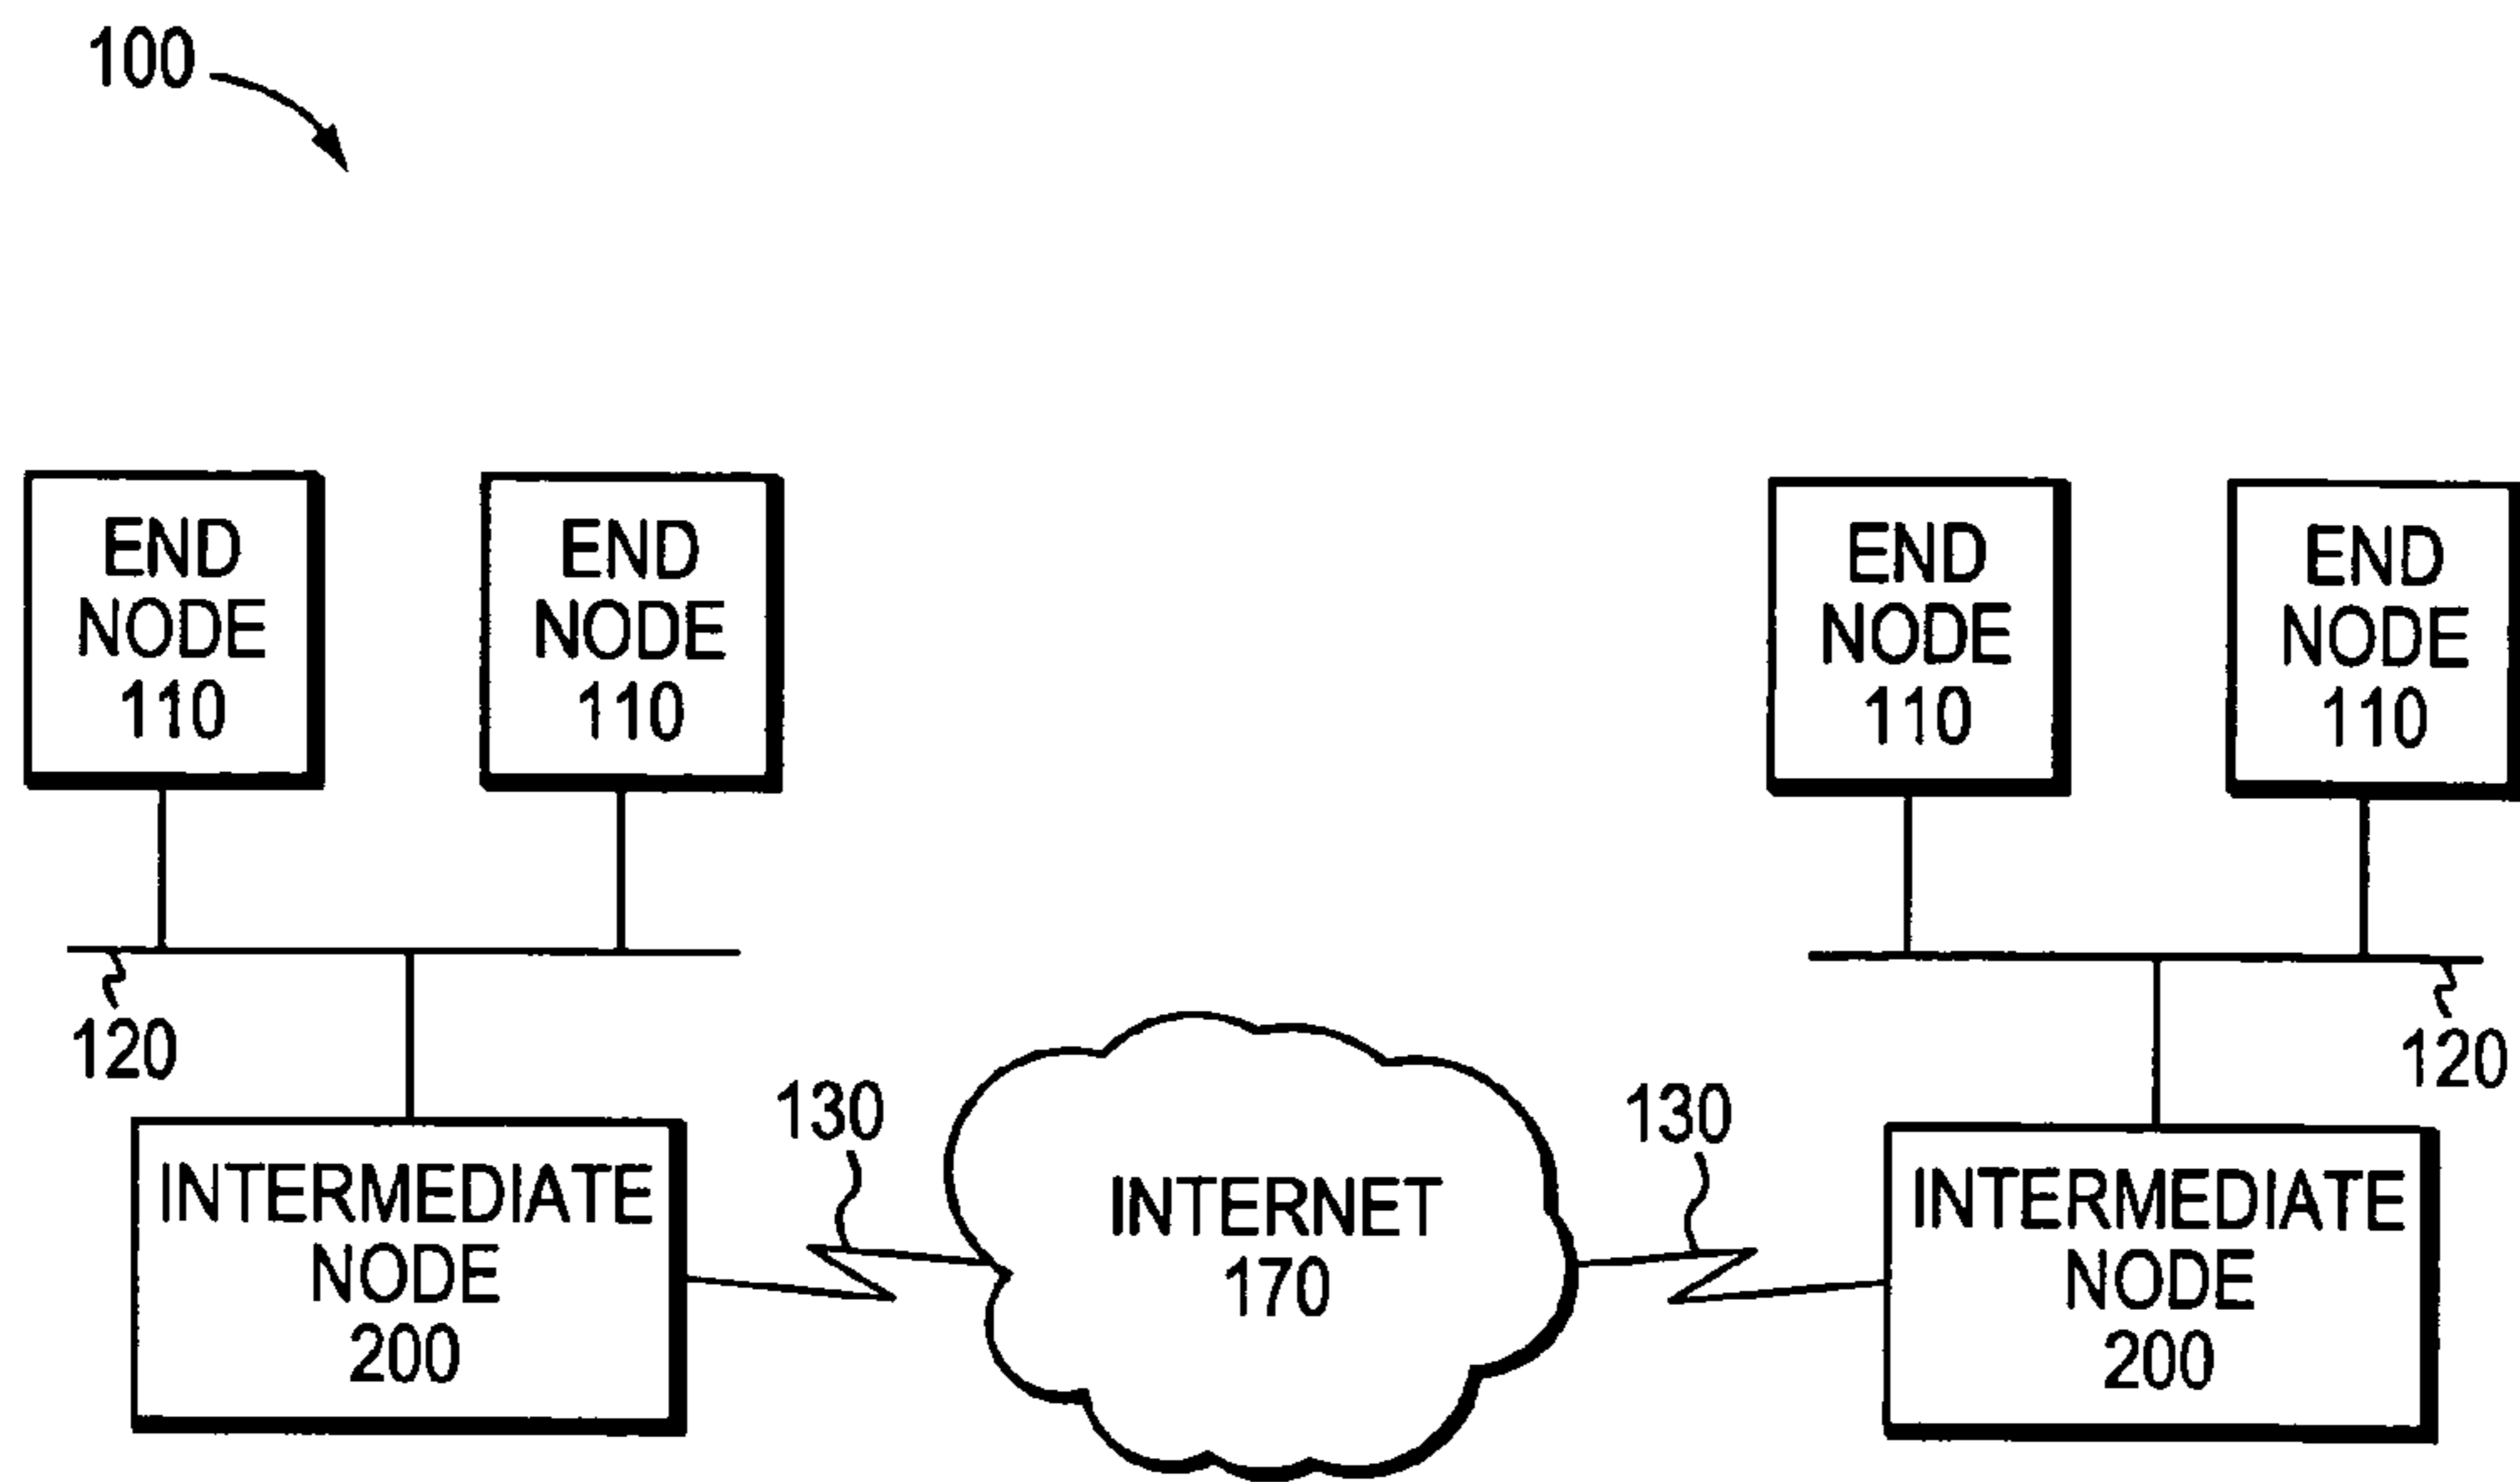 100
END
NODE
110
END
NODE
110
END
NODE
110
END
NODE
110
120
120
130
130
INTERMEDIATE
NODE
200
INTERNET
170
INTERMEDIATE
NODE
200